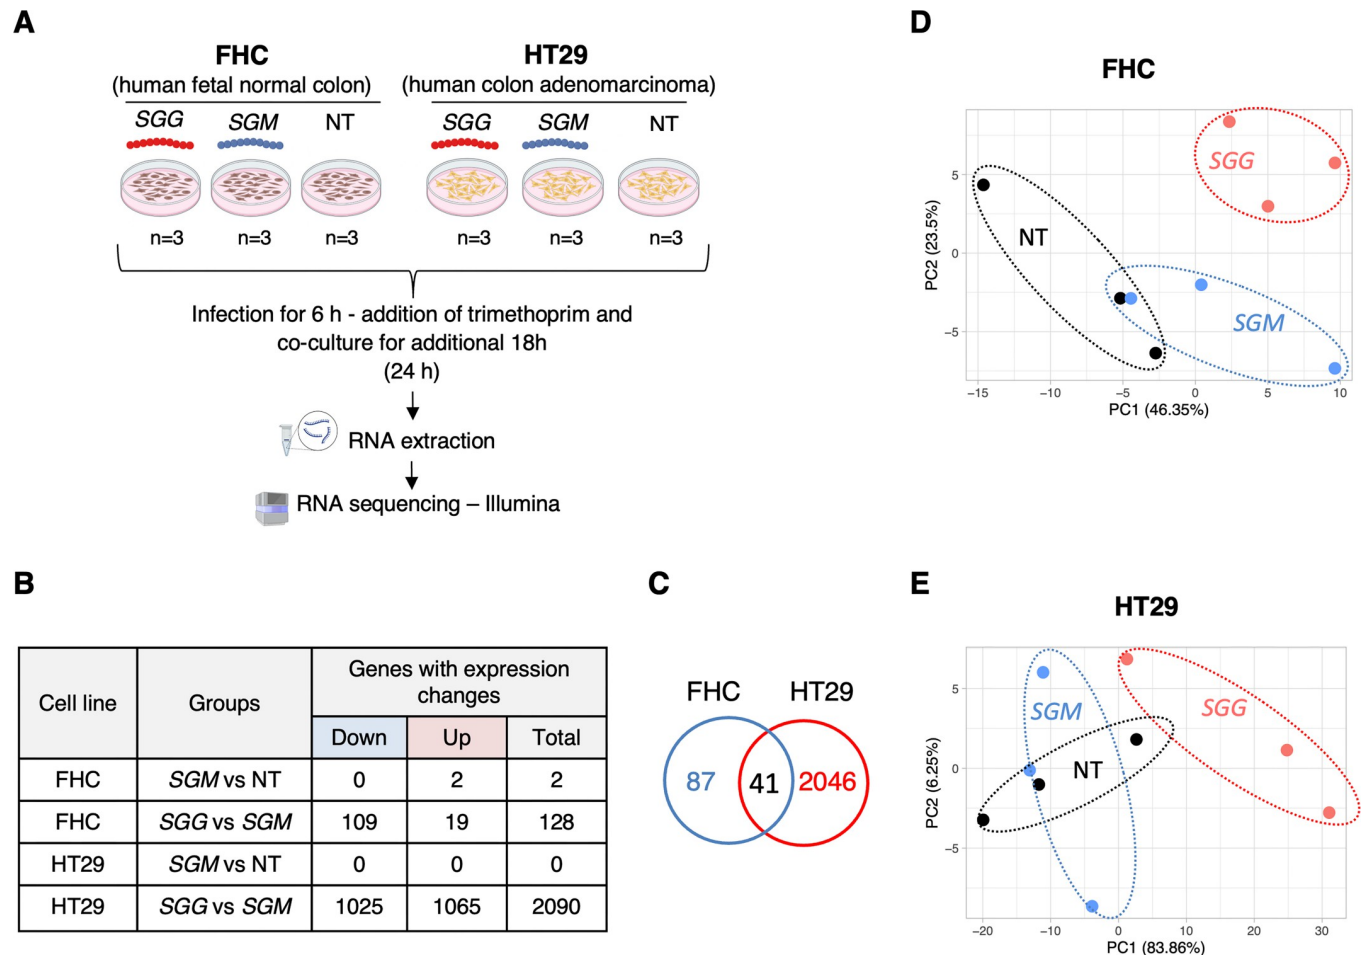 A
FHC
(human fetal normal colon)
SGG
SGM
NT
n=3
n=3
n=3
HT29
(human colon adenomarcinoma)
SGG
SGM
NT
n=3
n=3
n=3
Infection for 6 h - addition of trimethoprim and
co-culture for additional 18h
(24 h)
RNA extraction
RNA sequencing – Illumina
B
Cell line
Groups
Genes with expression
changes
Down
Up
Total
FHC
SGM vs NT
0
2
2
FHC
SGG vs SGM
109
19
128
HT29
SGM vs NT
0
0
0
HT29
SGG vs SGM
1025
1065
2090
C
FHC
HT29
87
41
2046
D
FHC
PC2 (23.5%)
5
0
−5
SGG
NT
SGM
−15
−10
−5
0
5
10
PC1 (46.35%)
E
HT29
PC2 (6.25%)
5
0
−5
SGM
SGG
NT
−20
−10
0
10
20
30
PC1 (83.86%)